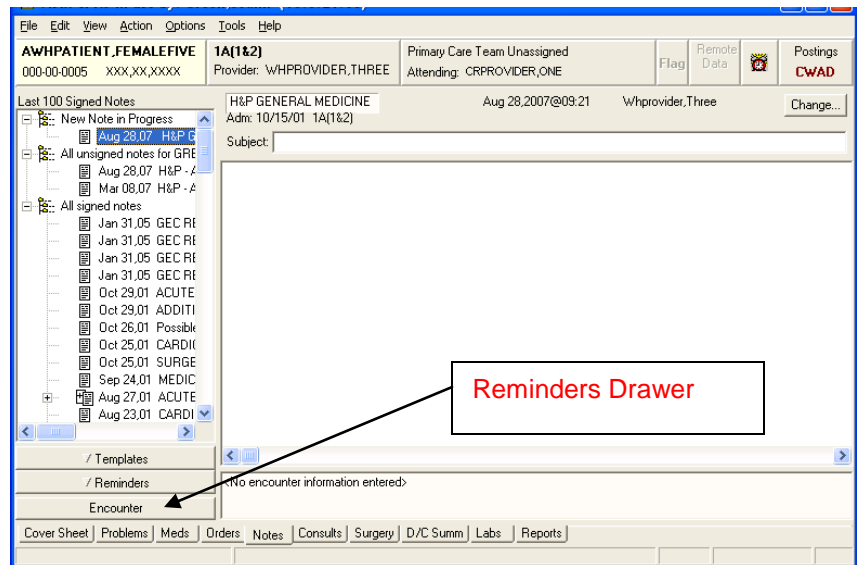 File Edit View Action Options Tools Help
AWHPATIENT,FEMALEFIVE 1A(1&2) Primary Care Team Unassigned Flag Remote Data Postings
000-00-0005 XXX,XX,XXXX Provider: WHPROVIDER,THREE Attending: CRPROVIDER,ONE CWAD
Last 100 Signed Notes H&P GENERAL MEDICINE Aug 28,2007@09:21 Whprovider,Three Change...
New Note in Progress Adm: 10/15/01 1A(1&2)
Aug 28,07 H&P G
Subject:
All unsigned notes for GRE
Aug 28,07 H&P - A
Mar 08,07 H&P - A
All signed notes
Jan 31,05 GEC RE
Jan 31,05 GEC RE
Jan 31,05 GEC RE
Jan 31,05 GEC RE
Oct 29,01 ACUTE
Oct 29,01 ADDITI
Oct 26,01 Possible
Oct 25,01 CARDI
Oct 25,01 SURGE
Sep 24,01 MEDIC
Aug 27,01 ACUTE
Aug 23,01 CARDI
Reminders Drawer
/ Templates
/ Reminders
<No encounter information entered>
Encounter
Cover Sheet Problems Meds Orders Notes Consults Surgery D/C Summ Labs Reports